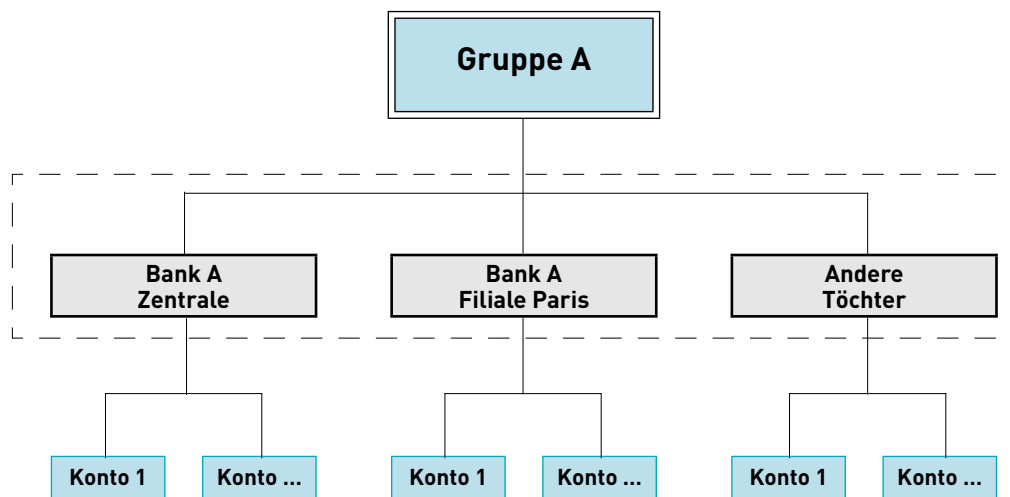 Gruppe A
Bank A
Zentrale
Bank A
Filiale Paris
Andere
Töchter
Konto 1
Konto ...
Konto 1
Konto ...
Konto 1
Konto ...